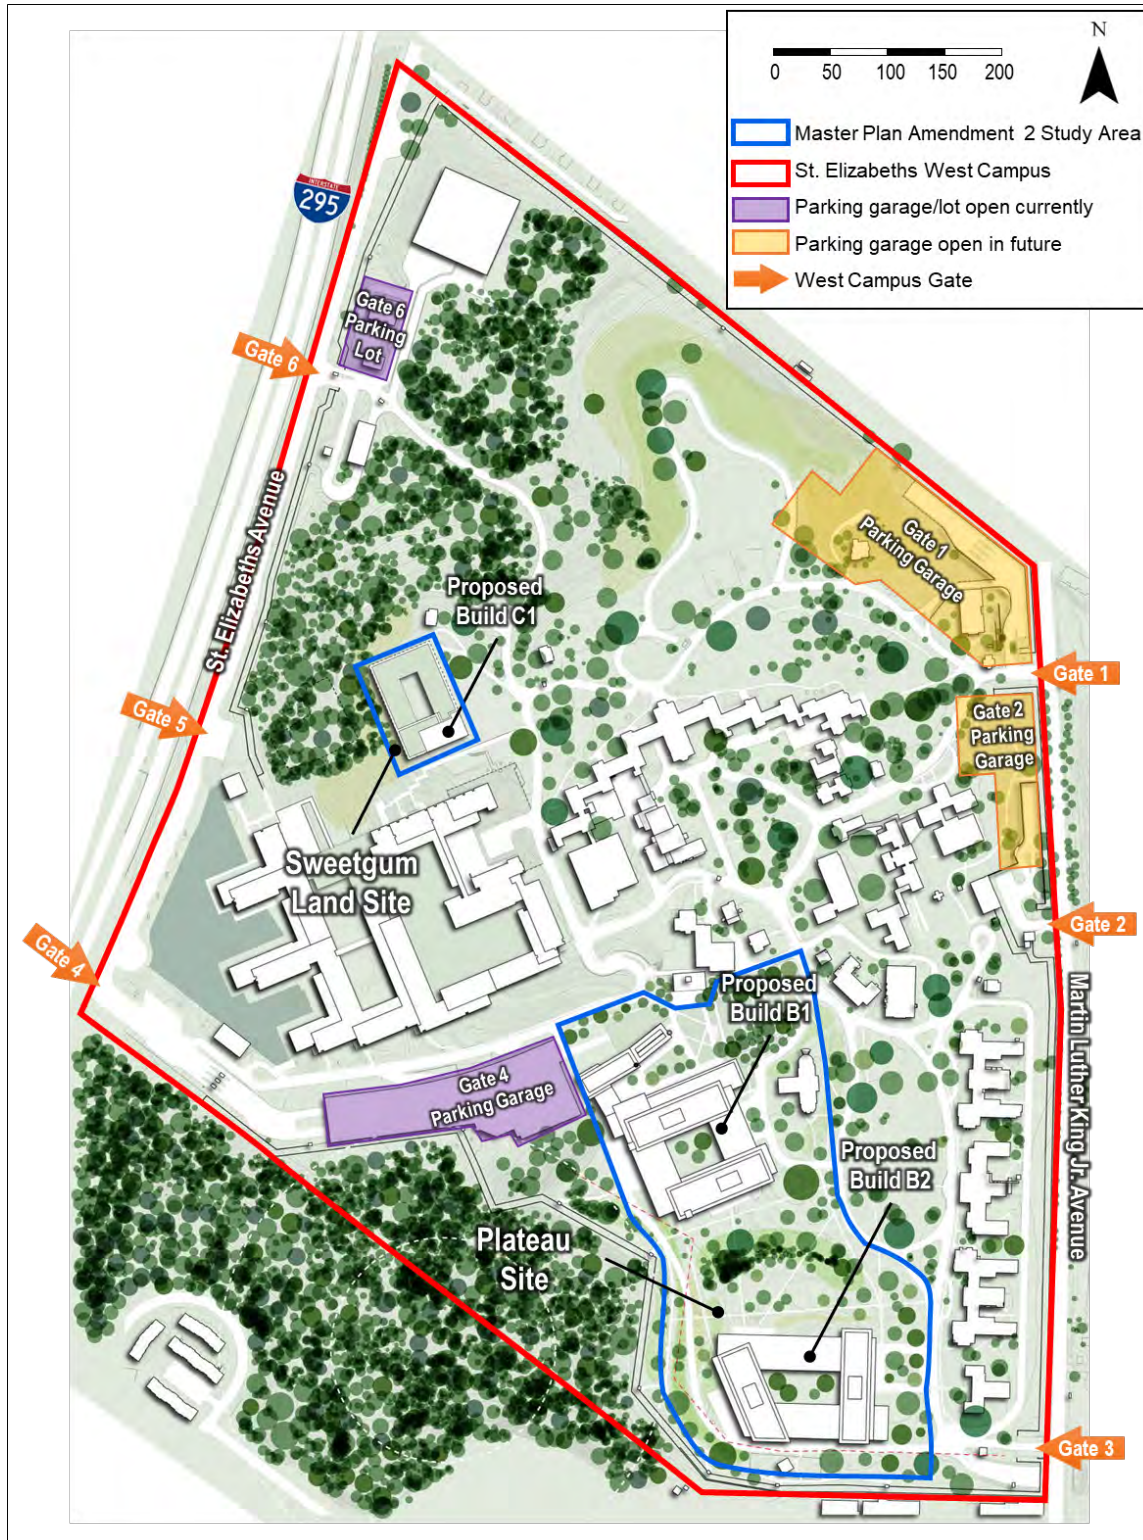 N
0 50 100 150 200
Master Plan Amendment 2 Study Area
St. Elizabeths West Campus
Parking garage/lot open currently
Parking garage open in future
West Campus Gate
INTERSTATE
295
Gate 6
Parking
Lot
Gate 6
St. Elizabeths Avenue
Gate 1
Parking Garage
Proposed
Build C1
Gate 1
Gate 5
Gate 2
Parking
Garage
Sweetgum
Land Site
Gate 2
Gate 4
Proposed
Build B1
Martin Luther King Jr. Avenue
Gate 4
Parking Garage
Proposed
Build B2
Plateau
Site
Gate 3